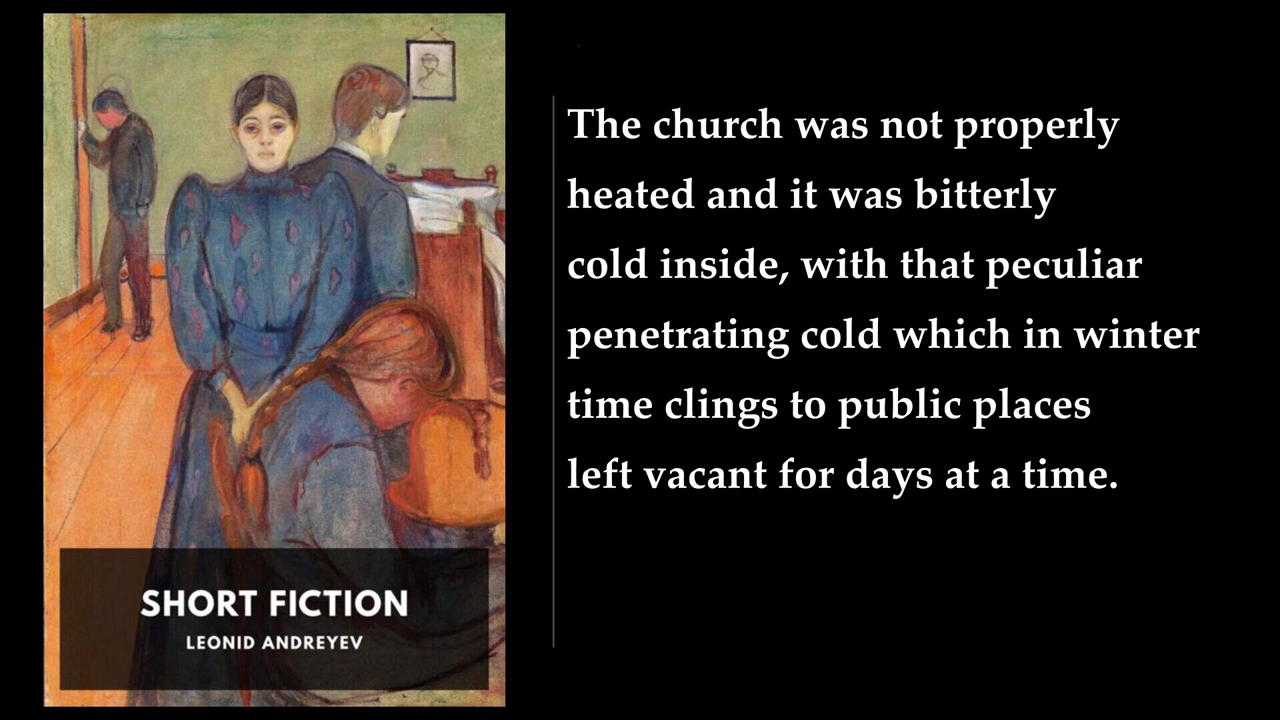 SHORT FICTION
LEONID ANDREYEV
The church was not properly
heated and it was bitterly
cold inside, with that peculiar
penetrating cold which in winter
time clings to public places
left vacant for days at a time.